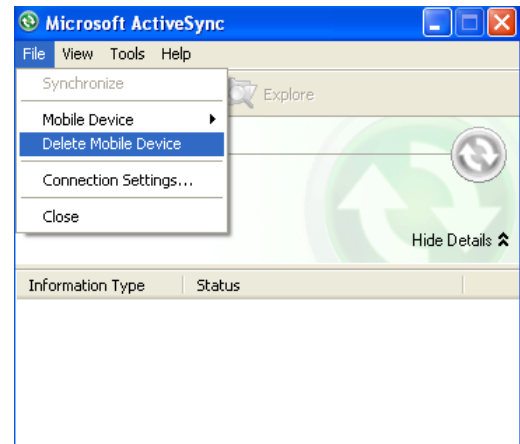 Microsoft ActiveSync
File View Tools Help
Synchronize
Explore
Mobile Device
Delete Mobile Device
Connection Settings...
Close
Hide Details
Information Type Status